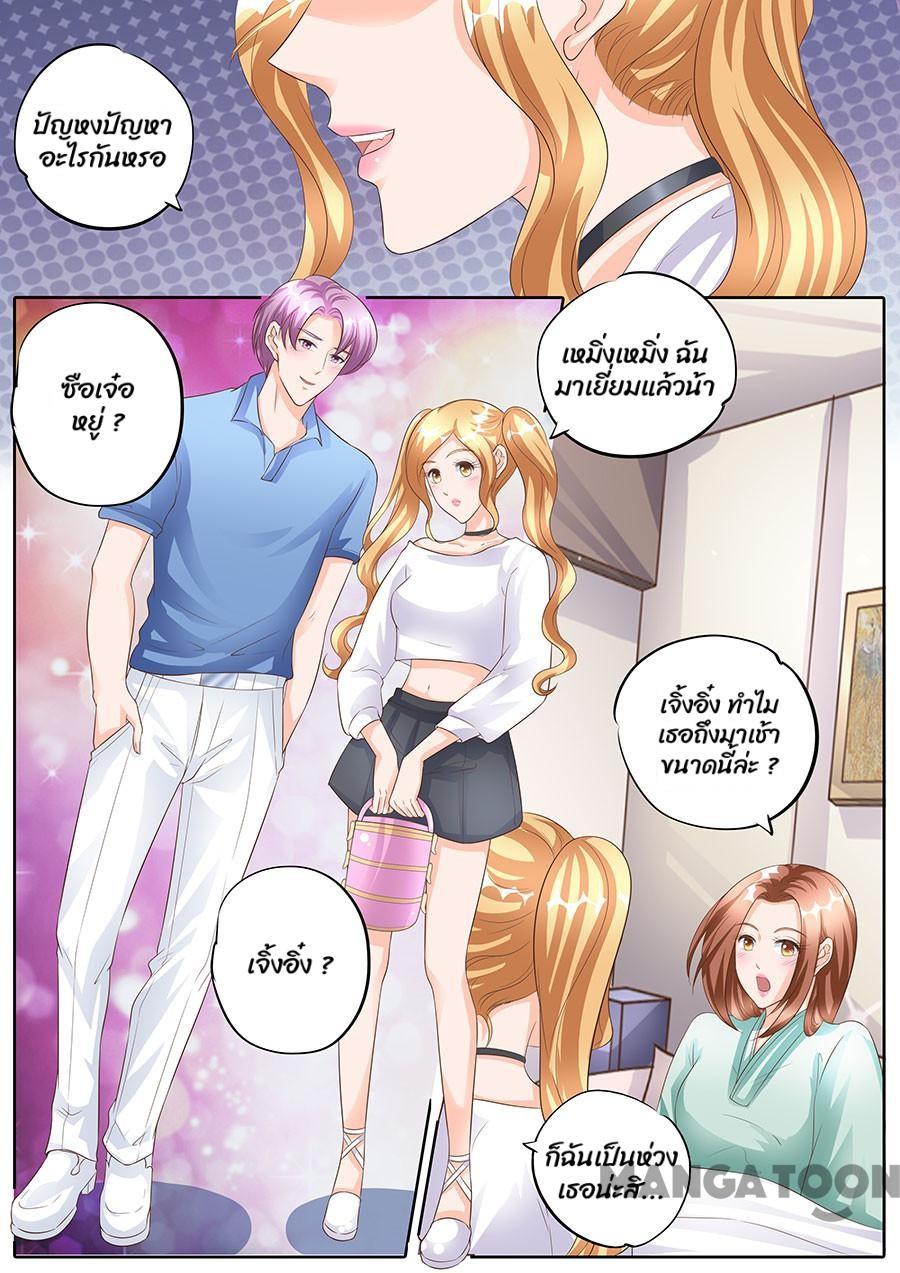 ปัญหงปัญหา
อะไรกันหรอ
ซือเจ๋อ
หยู่ ?
เหมิ่งเหมิ่ง ฉัน
มาเยี่ยมแล้วน้า
เจิ้งอิ๋ง ทำไม
เธอถึงมาเช้า
ขนาดนี้ล่ะ ?
เจิ้งอิ๋ง ?
ก็ฉันเป็นห่วง
เธอน่ะสิ...
MANGATOON